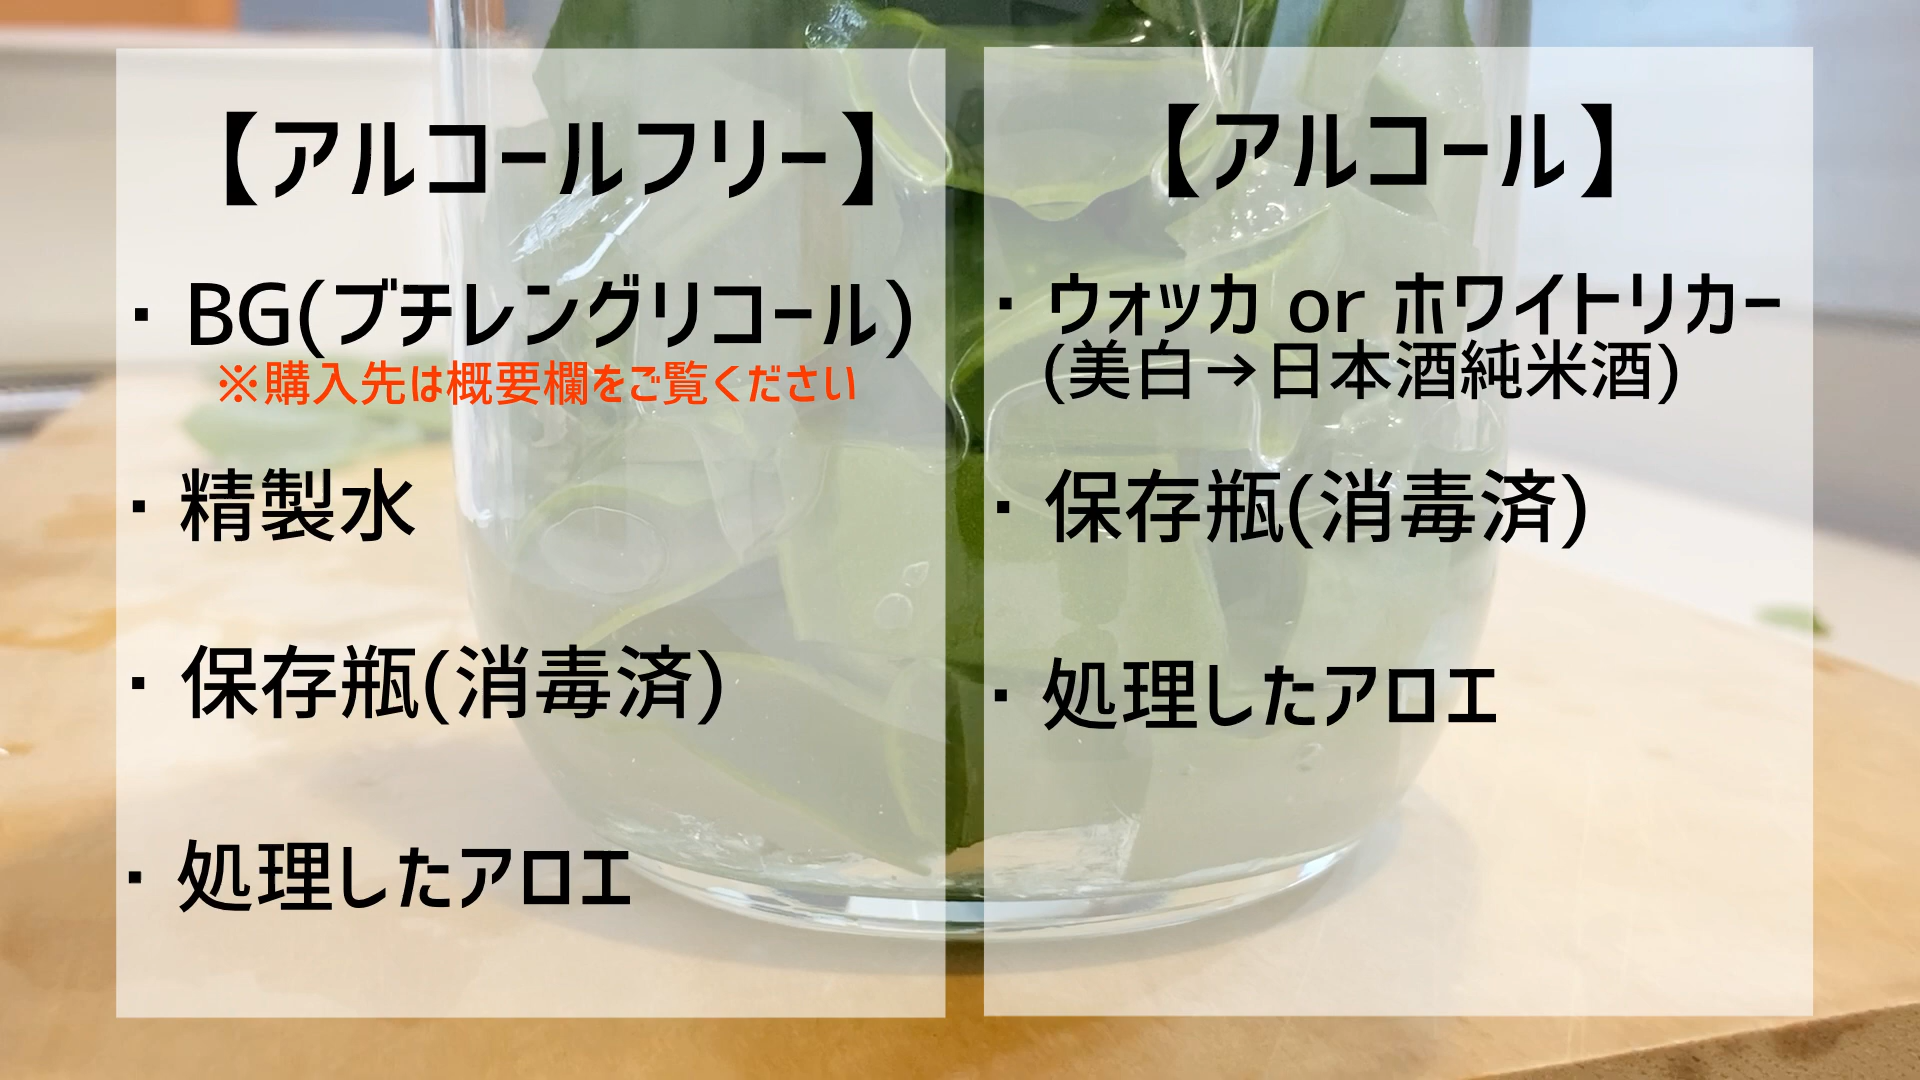 【アルコールフリー】
・BG(ブチレングリコール)
※購入先は概要欄をご覧ください
・精製水
・保存瓶(消毒済)
・処理したアロエ
【アルコール】
・ウォッカ or ホワイトリカー
(美白→日本酒純米酒)
・保存瓶(消毒済)
・処理したアロエ